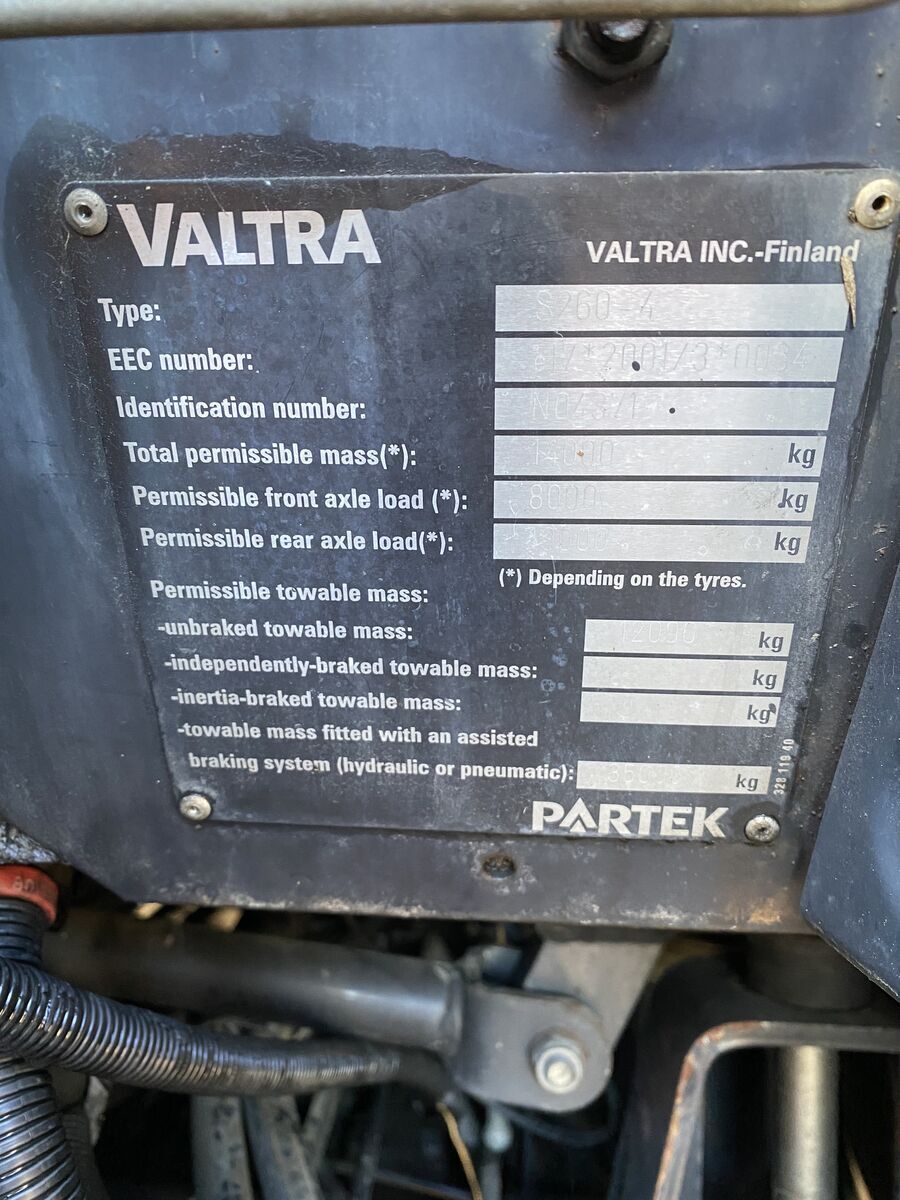 VALTRA
VALTRA INC.-Finland
Type: S260-4
EEC number:
Identification number:
Total permissible mass(*): 14000 kg
Permissible front axle load (*): 8000 kg
Permissible rear axle load(*): kg
(*) Depending on the tyres.
Permissible towable mass:
-unbraked towable mass: kg
-independently-braked towable mass: kg
-inertia-braked towable mass: kg
-towable mass fitted with an assisted
braking system (hydraulic or pneumatic): kg
328 119 40
PARTEK